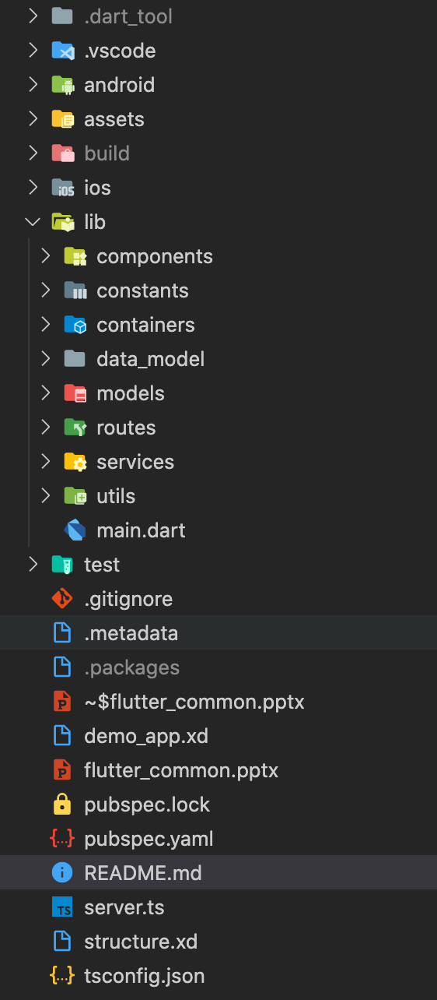 .dart_tool
.vscode
android
assets
build
iOS ios
lib
components
constants
containers
data_model
models
routes
services
utils
main.dart
test
.gitignore
.metadata
.packages
P ~$flutter_common.pptx
demo_app.xd
P flutter_common.pptx
pubspec.lock
{...} pubspec.yaml
i README.md
TS server.ts
structure.xd
{...} tsconfig.json